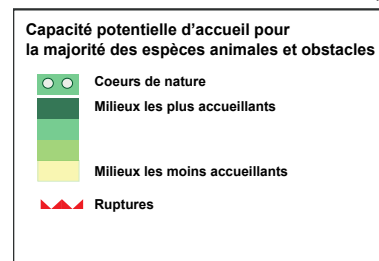 Capacité potentielle d'accueil pour
la majorité des espèces animales et obstacles
Coeurs de nature
Milieux les plus accueillants
Milieux les moins accueillants
Ruptures